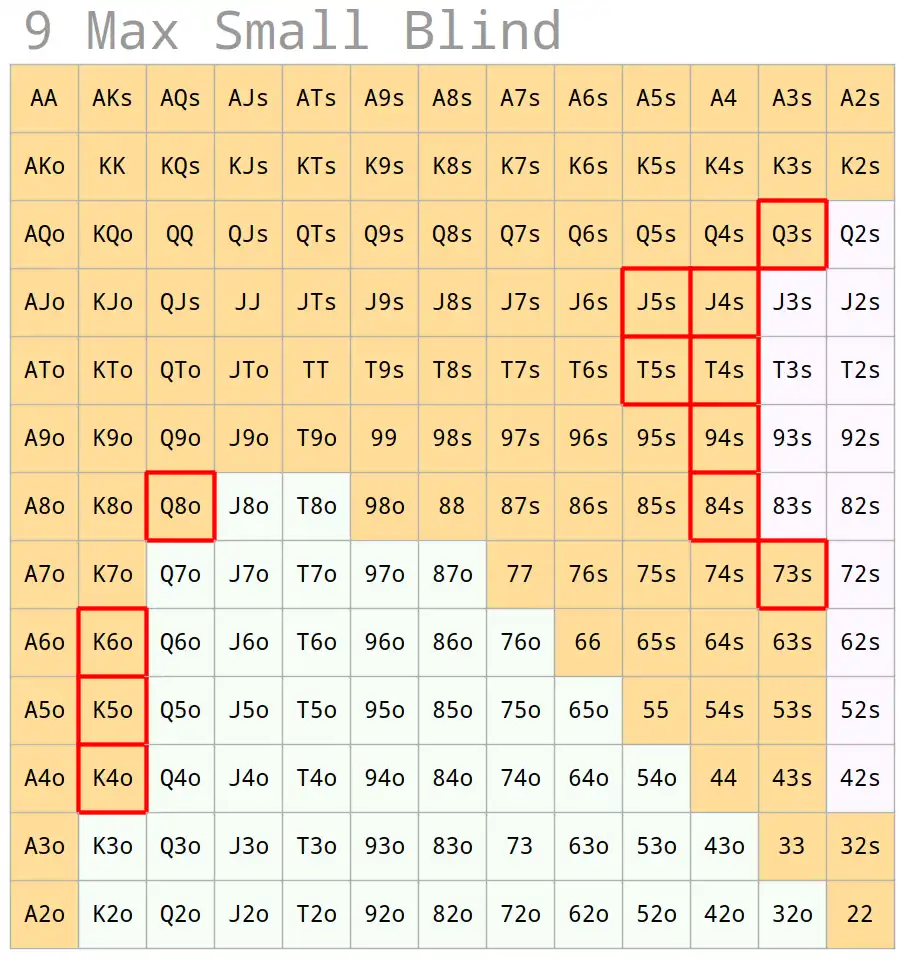 9 Max Small Blind
AA AKs AQs AJs ATs A9s A8s A7s A6s A5s A4 A3s A2s
AKo KK KQs KJs KTs K9s K8s K7s K6s K5s K4s K3s K2s
AQo KQo QQ QJs QTs Q9s Q8s Q7s Q6s Q5s Q4s Q3s Q2s
AJo KJo QJs JJ JTs J9s J8s J7s J6s J5s J4s J3s J2s
ATo KTo QTo JTo TT T9s T8s T7s T6s T5s T4s T3s T2s
A9o K9o Q9o J9o T9o 99 98s 97s 96s 95s 94s 93s 92s
A8o K8o Q8o J8o T8o 98o 88 87s 86s 85s 84s 83s 82s
A7o K7o Q7o J7o T7o 97o 87o 77 76s 75s 74s 73s 72s
A6o K6o Q6o J6o T6o 96o 86o 76o 66 65s 64s 63s 62s
A5o K5o Q5o J5o T5o 95o 85o 75o 65o 55 54s 53s 52s
A4o K4o Q4o J4o T4o 94o 84o 74o 64o 54o 44 43s 42s
A3o K3o Q3o J3o T3o 93o 83o 73 63o 53o 43o 33 32s
A2o K2o Q2o J2o T2o 92o 82o 72o 62o 52o 42o 32o 22